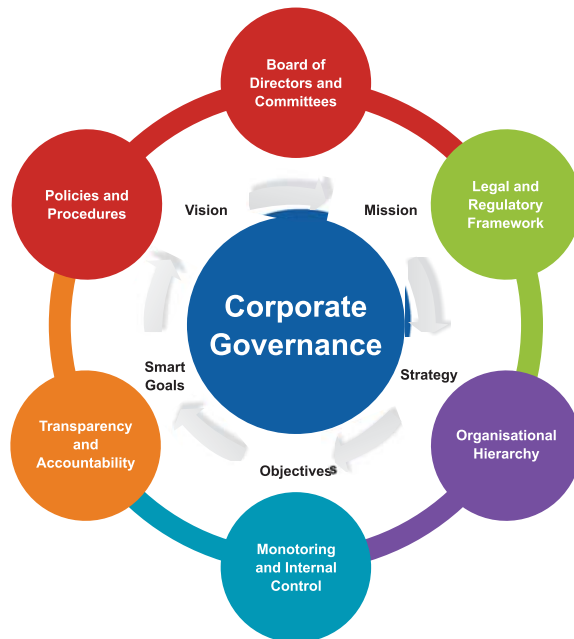 Board of
Directors and
Committees
Policies and
Procedures
Legal and
Regulatory
Framework
Vision
Mission
Corporate
Governance
Smart
Goals
Strategy
Transparency
and
Accountability
Organisational
Hierarchy
Objectives
Monotoring
and Internal
Control